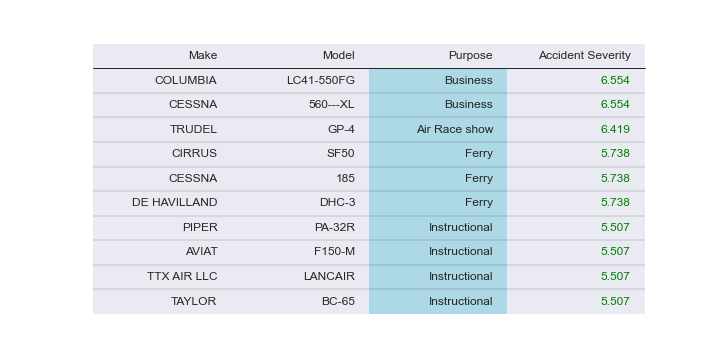 Make Model Purpose Accident Severity
COLUMBIA LC41-550FG Business 6.554
CESSNA 560---XL Business 6.554
TRUDEL GP-4 Air Race show 6.419
CIRRUS SF50 Ferry 5.738
CESSNA 185 Ferry 5.738
DE HAVILLAND DHC-3 Ferry 5.738
PIPER PA-32R Instructional 5.507
AVIAT F150-M Instructional 5.507
TTX AIR LLC LANCAIR Instructional 5.507
TAYLOR BC-65 Instructional 5.507